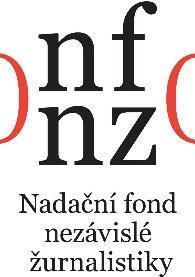 nf
nz
Nadační fond
nezávislé
žurnalistiky